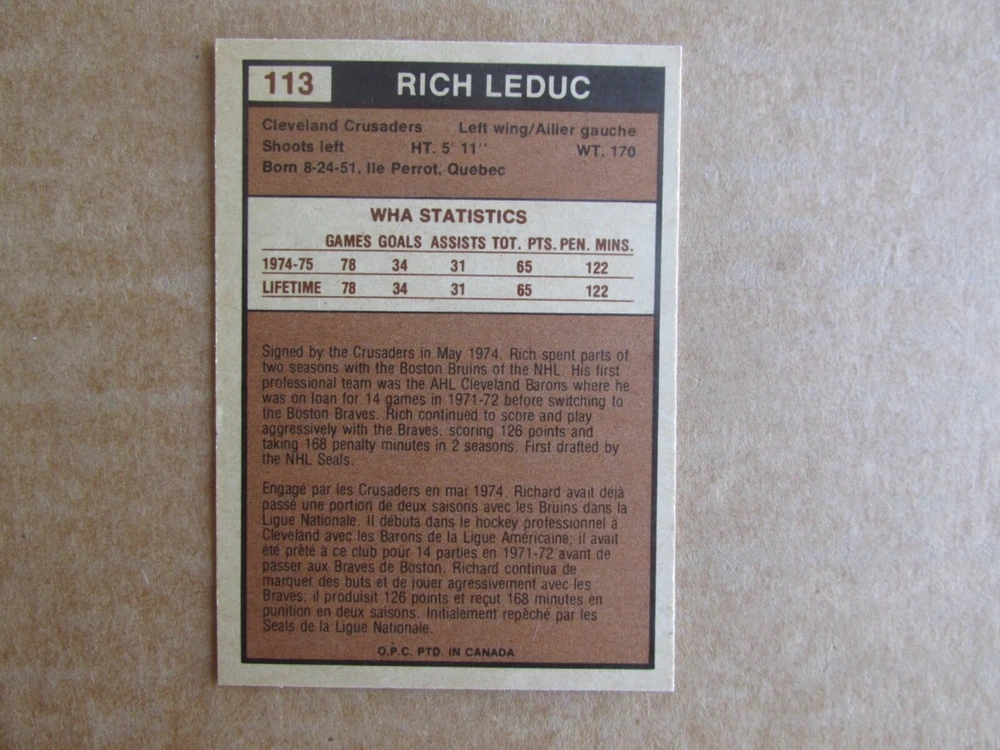 113 RICH LEDUC
Cleveland Crusaders Left wing/Ailier gauche
Shoots left HT. 5' 11'' WT. 170
Born 8-24-51, Ile Perrot, Quebec
WHA STATISTICS
GAMES GOALS ASSISTS TOT. PTS. PEN. MINS.
1974-75 78 34 31 65 122
LIFETIME 78 34 31 65 122
Signed by the Crusaders in May 1974, Rich spent parts of
two seasons with the Boston Bruins of the NHL. His first
professional team was the AHL Cleveland Barons where he
was on loan for 14 games in 1971-72 before switching to
the Boston Braves. Rich continued to score and play
aggressively with the Braves, scoring 126 points and
taking 168 penalty minutes in 2 seasons. First drafted by
the NHL Seals.
Engagé par les Crusaders en mai 1974, Richard avait déjà
passé une portion de deux saisons avec les Bruins dans la
Ligue Nationale. Il débuta dans le hockey professionnel à
Cleveland avec les Barons de la Ligue Américaine; il avait
été prêté à ce club pour 14 parties en 1971-72 avant de
passer aux Braves de Boston. Richard continua de
marquer des buts et de jouer agressivement avec les
Braves; il produisit 126 points et reçut 168 minutes en
punition en deux saisons. Initialement repêché par les
Seals de la Ligue Nationale.
O.P.C. PTD. IN CANADA